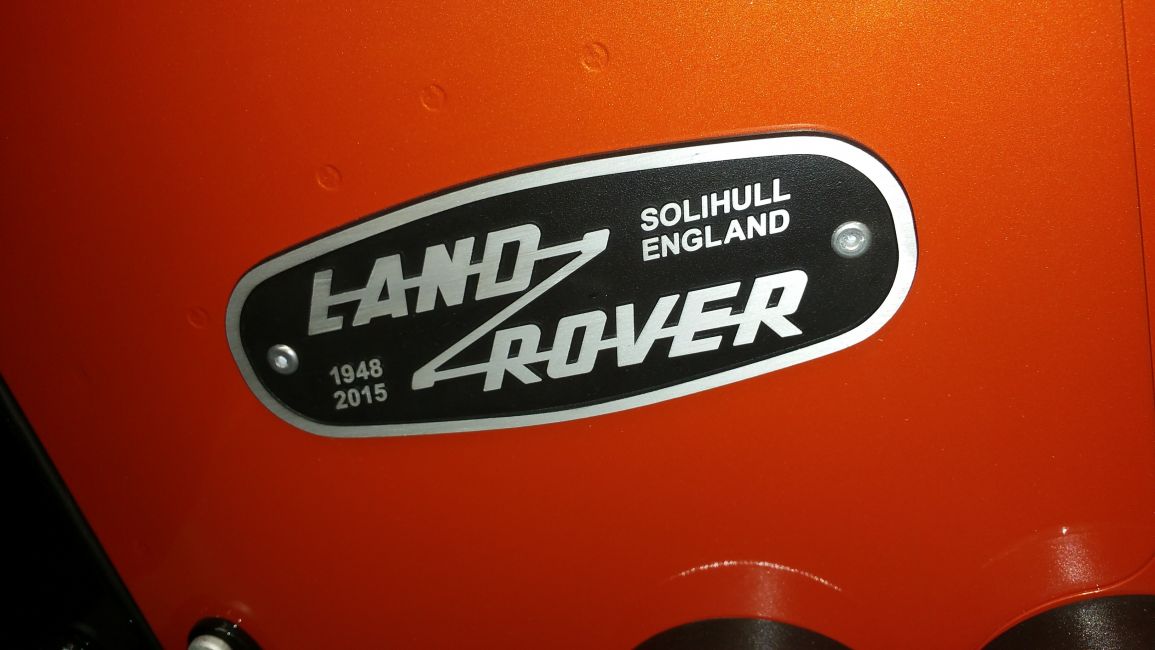 LAND
ROVER
SOLIHULL
ENGLAND
1948
2015